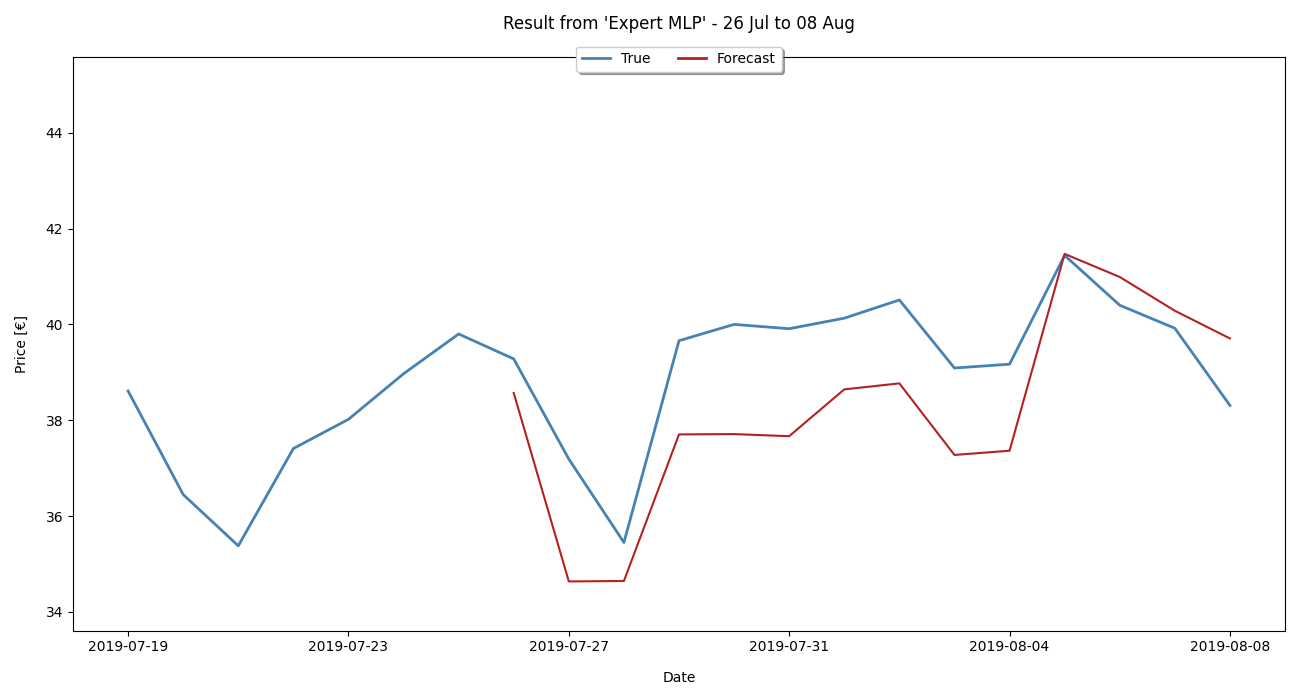 Result from 'Expert MLP' - 26 Jul to 08 Aug
True Forecast
44
42
40
38
36
34
Price [€]
2019-07-19 2019-07-23 2019-07-27 2019-07-31 2019-08-04 2019-08-08
Date